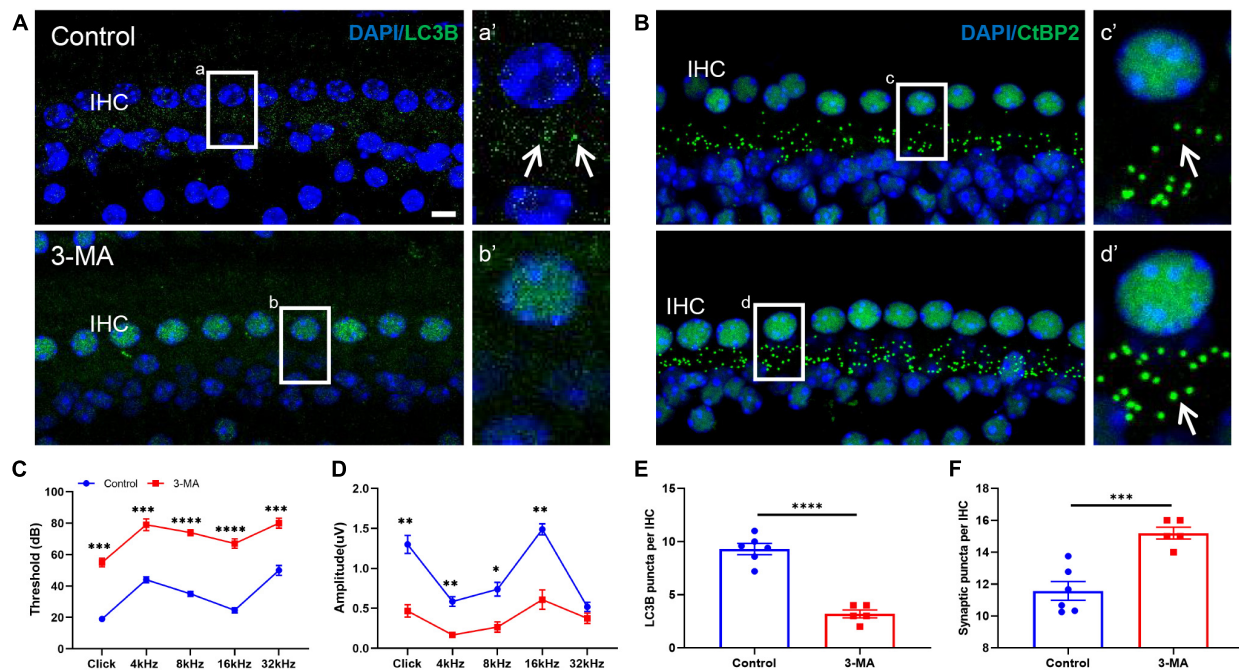 A
Control
DAPI/LC3B
a
IHC
a’
3-MA
b
IHC
b’
B
DAPI/CtBP2
IHC
c
c’
d
IHC
d’
C
Control
3-MA
Threshold (dB)
100
80
60
40
20
0
***
***
****
****
***
Click
4kHz
8kHz
16kHz
32kHz
D
Amplitude(uV)
2.0
1.5
1.0
0.5
0.0
**
**
*
**
Click
4kHz
8kHz
16kHz
32kHz
E
LC3B puncta per IHC
15
10
5
0
****
Control
3-MA
F
Synaptic puncta per IHC
18
16
14
12
10
8
***
Control
3-MA